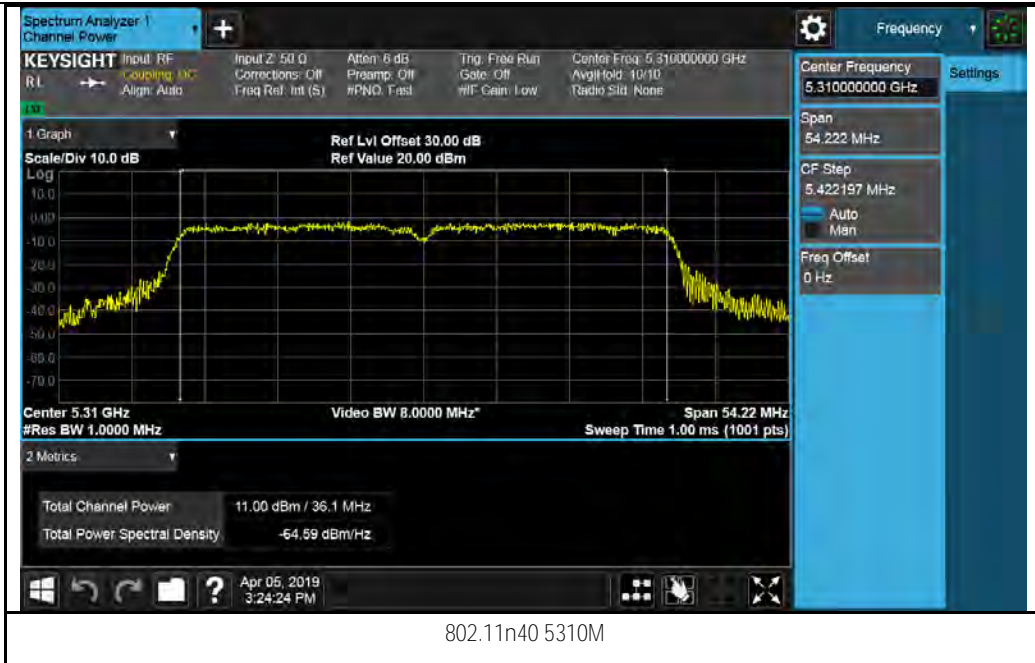 Spectrum Analyzer 1
Channel Power
+
Frequency
KEYSIGHT Input: RF
R L
Coupling: DC
Align: Auto
Input Z: 50 Ω
Corrections: Off
Freq Ref: Int (S)
Atten: 6 dB
Preamp: Off
#PNO: Fast
Trig: Free Run
Gate: Off
#IF Gain: Low
Center Freq: 5.310000000 GHz
Avg|Hold: 10/10
Radio Std: None
Center Frequency
5.310000000 GHz
Settings
Span
54.222 MHz
CF Step
5.422197 MHz
Auto
Man
Freq Offset
0 Hz
1 Graph
Scale/Div 10.0 dB
Ref Lvl Offset 30.00 dB
Ref Value 20.00 dBm
Log
10.0
0.00
-10.0
-20.0
-30.0
-40.0
-50.0
-60.0
-70.0
Center 5.31 GHz
#Res BW 1.0000 MHz
Video BW 8.0000 MHz*
Span 54.22 MHz
Sweep Time 1.00 ms (1001 pts)
2 Metrics
Total Channel Power 11.00 dBm / 36.1 MHz
Total Power Spectral Density -64.59 dBm/Hz
?
Apr 05, 2019
3:24:24 PM
802.11n40 5310M